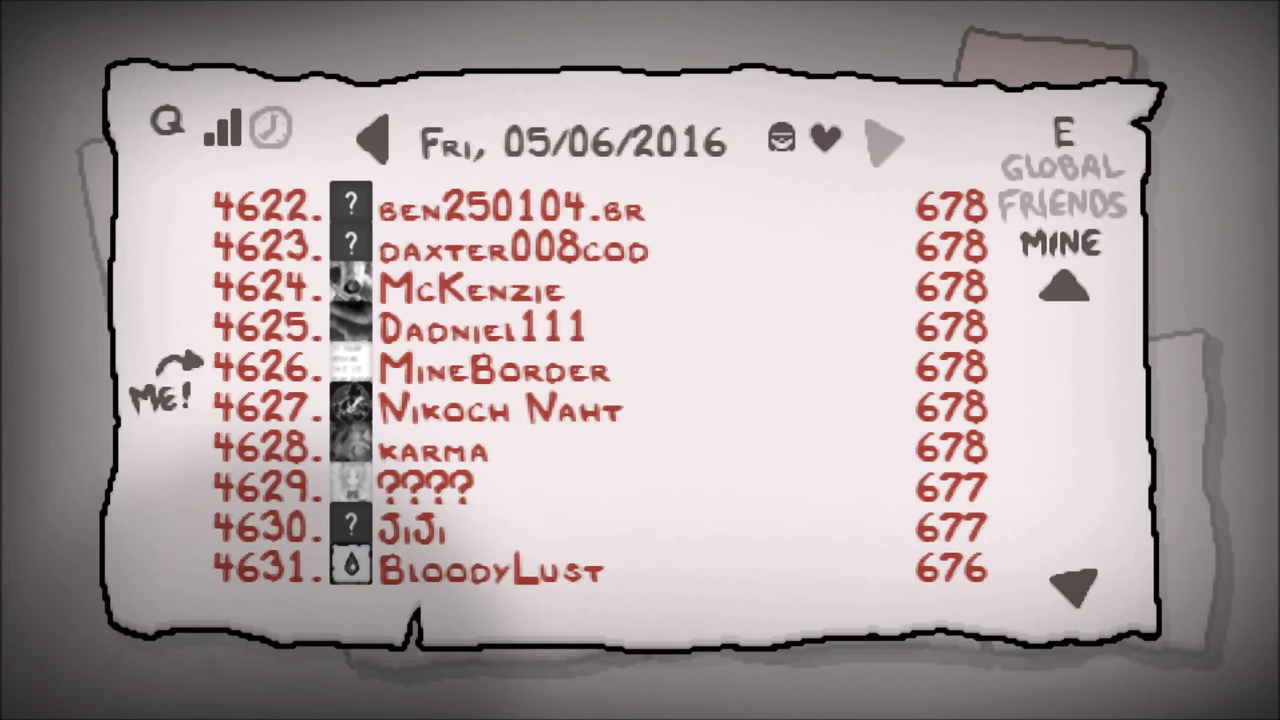 Q Fri, 05/06/2016 E
GLOBAL
FRIENDS
MINE
4622. ? ben250104.br 678
4623. ? daxter008cod 678
4624. McKenzie 678
4625. Dadniel111 678
ME! 4626. MineBorder 678
4627. Nikoch Naht 678
4628. karma 678
4629. ???? 677
4630. ? JiJi 677
4631. BloodyLust 676